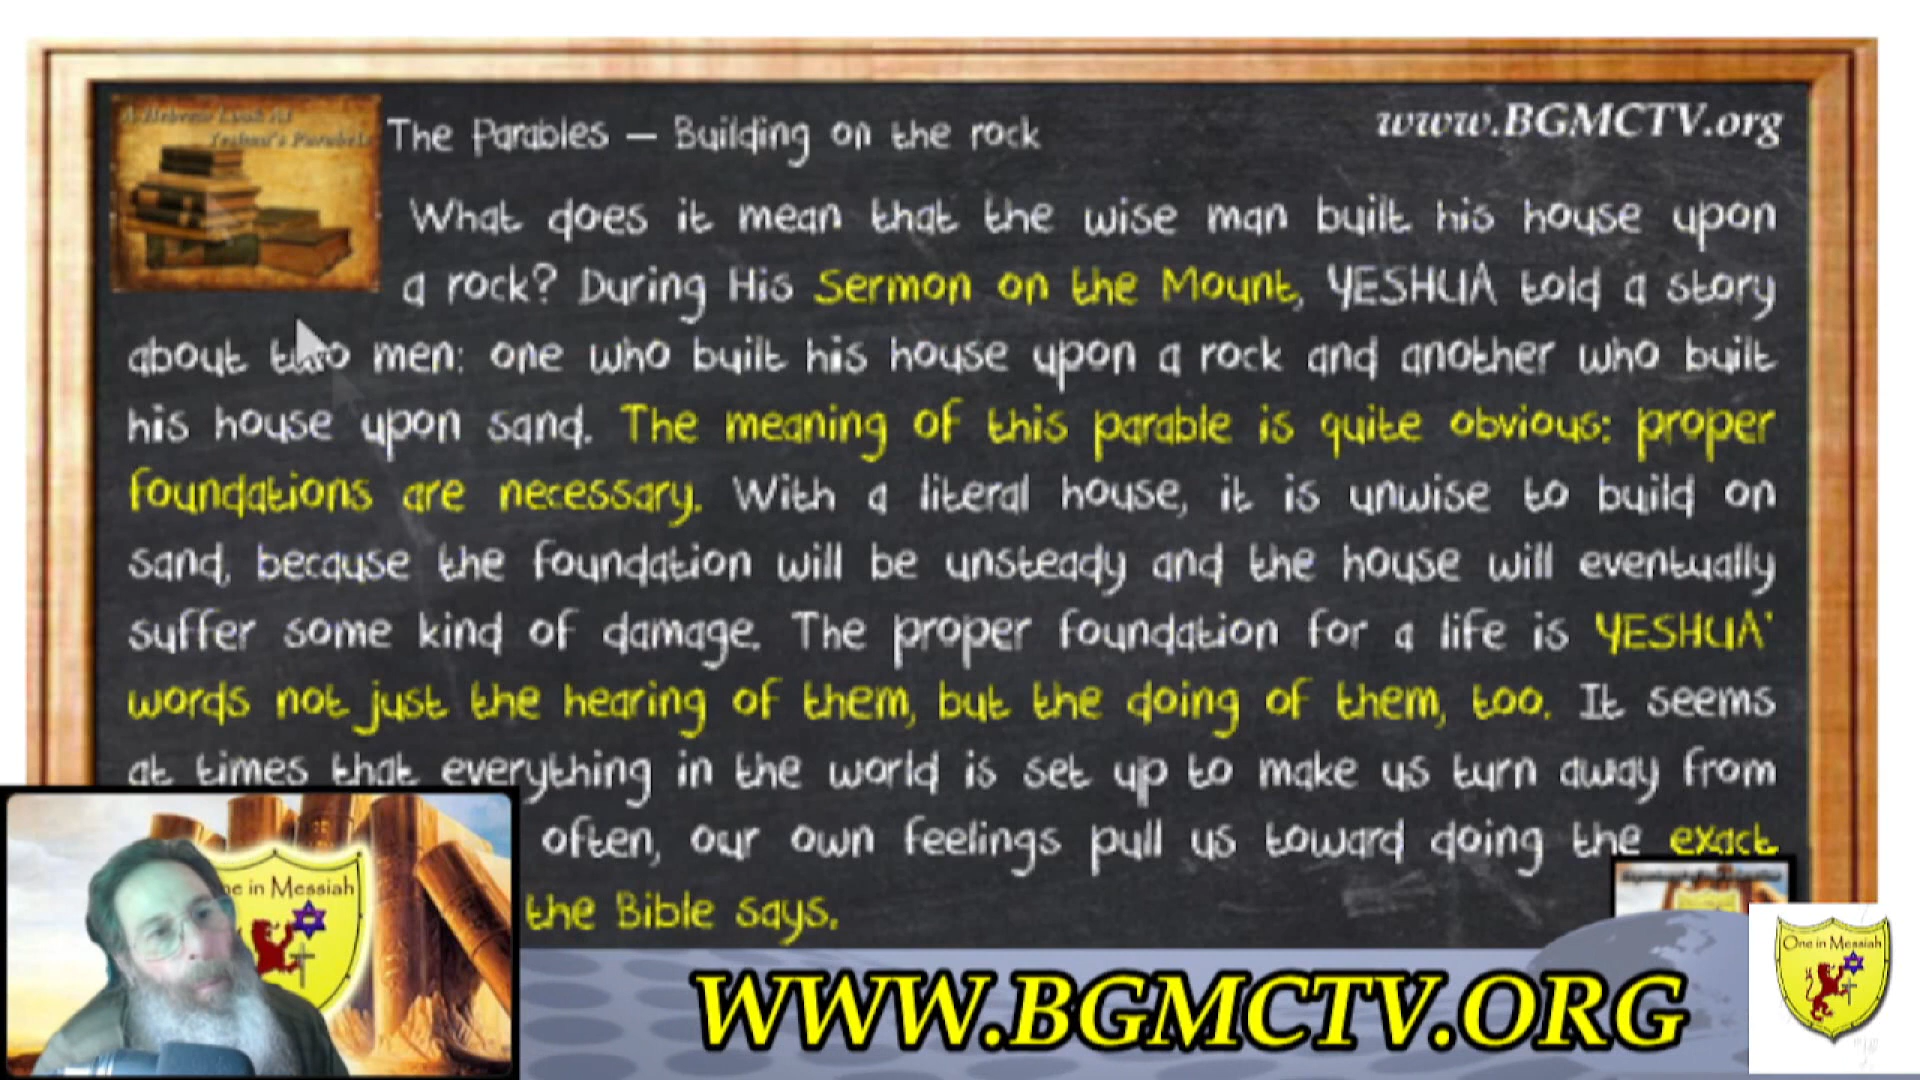 A Hebrew Look At
Yeshua's Parabels
The Parables – Building on the rock
www.BGMCTV.org
What does it mean that the wise man built his house upon
a rock? During His Sermon on the Mount, YESHUA told a story
about two men: one who built his house upon a rock and another who built
his house upon sand. The meaning of this parable is quite obvious: proper
foundations are necessary. With a literal house, it is unwise to build on
sand, because the foundation will be unsteady and the house will eventually
suffer some kind of damage. The proper foundation for a life is YESHUA'
words not just the hearing of them, but the doing of them, too. It seems
at times that everything in the world is set up to make us turn away from
often, our own feelings pull us toward doing the exact
the Bible says.
One in Messiah
WWW.BGMCTV.ORG
One in Messiah